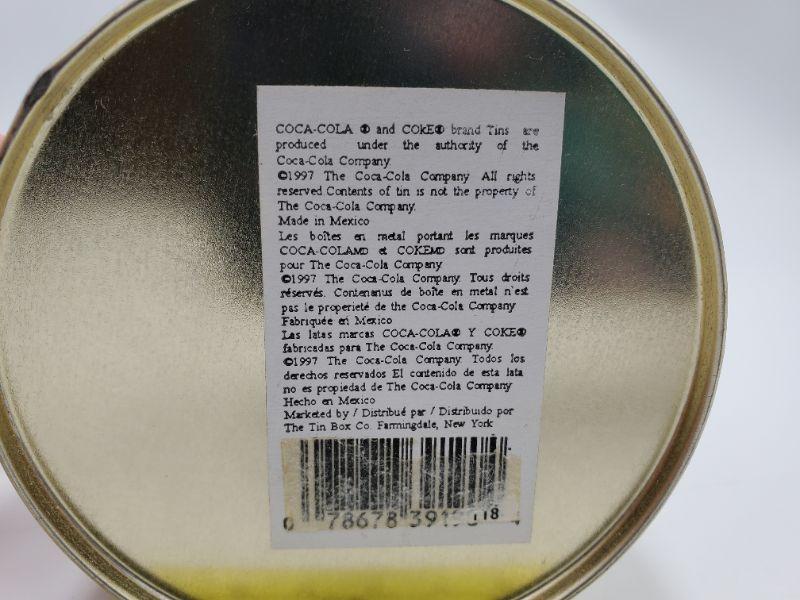 COCA-COLA ® and COKE® brand Tins are
produced under the authority of the
Coca-Cola Company
©1997 The Coca-Cola Company All rights
reserved Contents of tin is not the property of
The Coca-Cola Company.
Made in Mexico
Les boîtes en metal portant les marques
COCA-COLAMD et COKEMD sont produites
pour The Coca-Cola Company
©1997 The Coca-Cola Company. Tous droits
réservés. Contenanus de boîte en metal n'est
pas le properieté de the Coca-Cola Company
Fabriquée en Mexico
Las latas marcas COCA-COLA® Y COKE®
fabricadas para The Coca-Cola Company.
©1997 The Coca-Cola Company. Todos los
derechos reservados El contenido de esta lata
no es propiedad de The Coca-Cola Company
Hecho en Mexico
Marketed by / Distribué par / Distribuido por
The Tin Box Co. Farmingdale, New York
0 78678 4